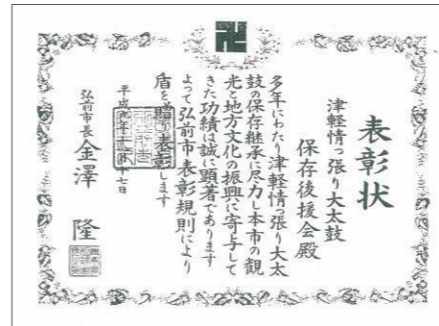 表彰状
津軽情っ張り大太鼓
保存後援会殿
多年にわたり津軽情っ張り大太
鼓の保存継承に尽力し本市の観
光と地方文化の振興に寄与して
きた功績は誠に顕著であります
よって弘前市表彰規則により
盾を贈り表彰します
平成 年 月 十七日
弘前市長 金澤 隆